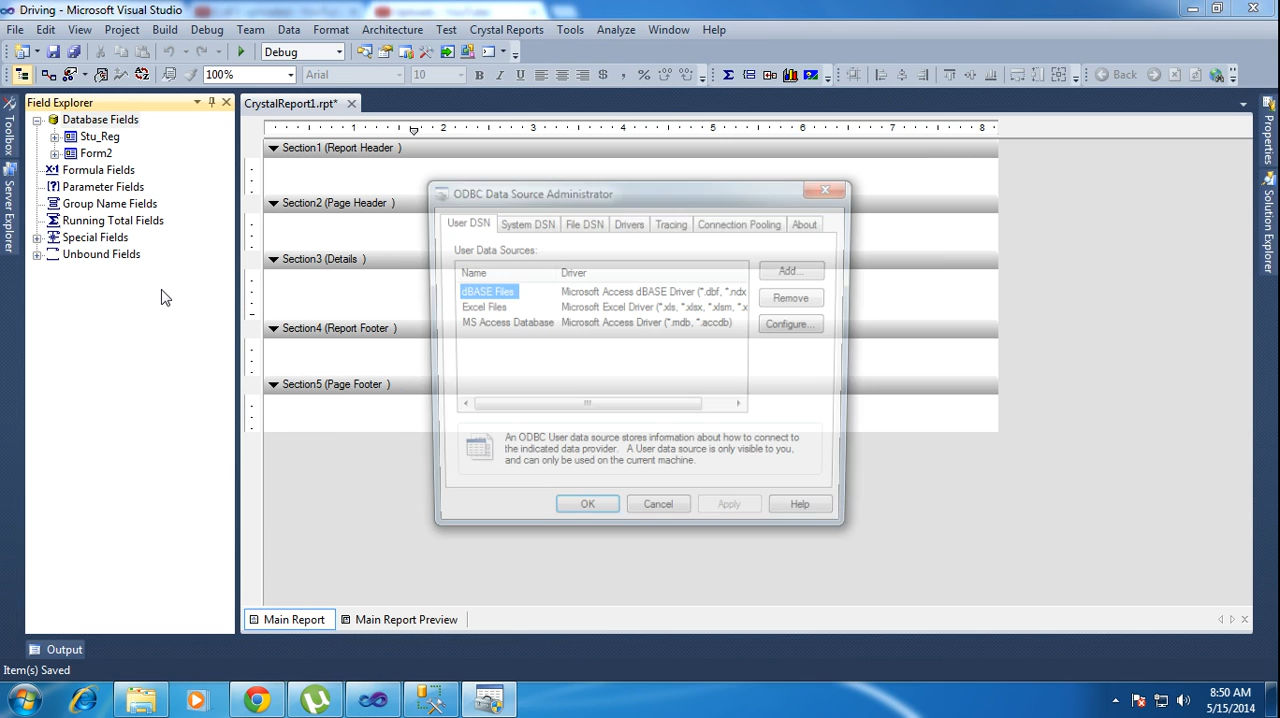 Driving - Microsoft Visual Studio
File Edit View Project Build Debug Team Data Format Architecture Test Crystal Reports Tools Analyze Window Help
Debug
100% Arial 10 B I U A $ , % Back
Field Explorer
CrystalReport1.rpt*
Toolbox
Server Explorer
Properties
Solution Explorer
Database Fields
Stu_Reg
Form2
Formula Fields
Parameter Fields
Group Name Fields
Running Total Fields
Special Fields
Unbound Fields
1 2 3 4 5 6 7 8
Section1 (Report Header )
Section2 (Page Header )
Section3 (Details )
Section4 (Report Footer )
Section5 (Page Footer )
ODBC Data Source Administrator
User DSN System DSN File DSN Drivers Tracing Connection Pooling About
User Data Sources:
Name Driver
dBASE Files Microsoft Access dBASE Driver (*.dbf, *.ndx
Excel Files Microsoft Excel Driver (*.xls, *.xlsx, *.xlsm, *.x
MS Access Database Microsoft Access Driver (*.mdb, *.accdb)
Add...
Remove
Configure...
An ODBC User data source stores information about how to connect to
the indicated data provider. A User data source is only visible to you,
and can only be used on the current machine.
OK Cancel Apply Help
Main Report Main Report Preview
Output
Item(s) Saved
8:50 AM
5/15/2014